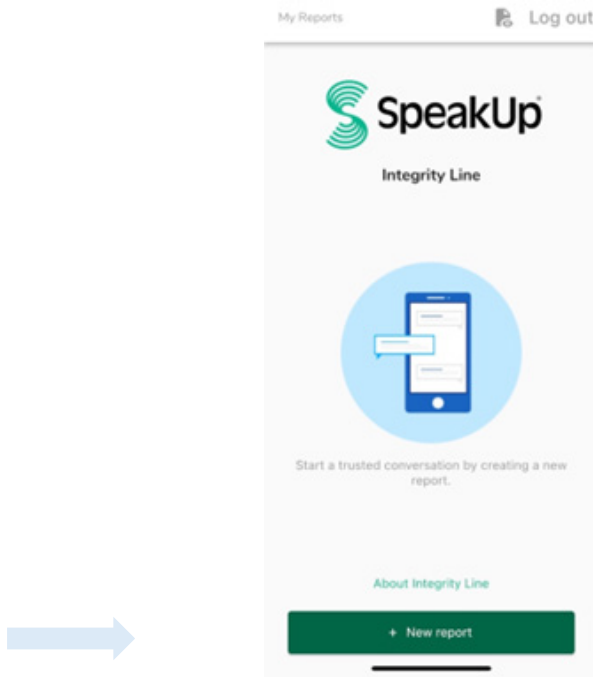 My Reports
Log out
SpeakUp
Integrity Line
Start a trusted conversation by creating a new
report.
About Integrity Line
+ New report